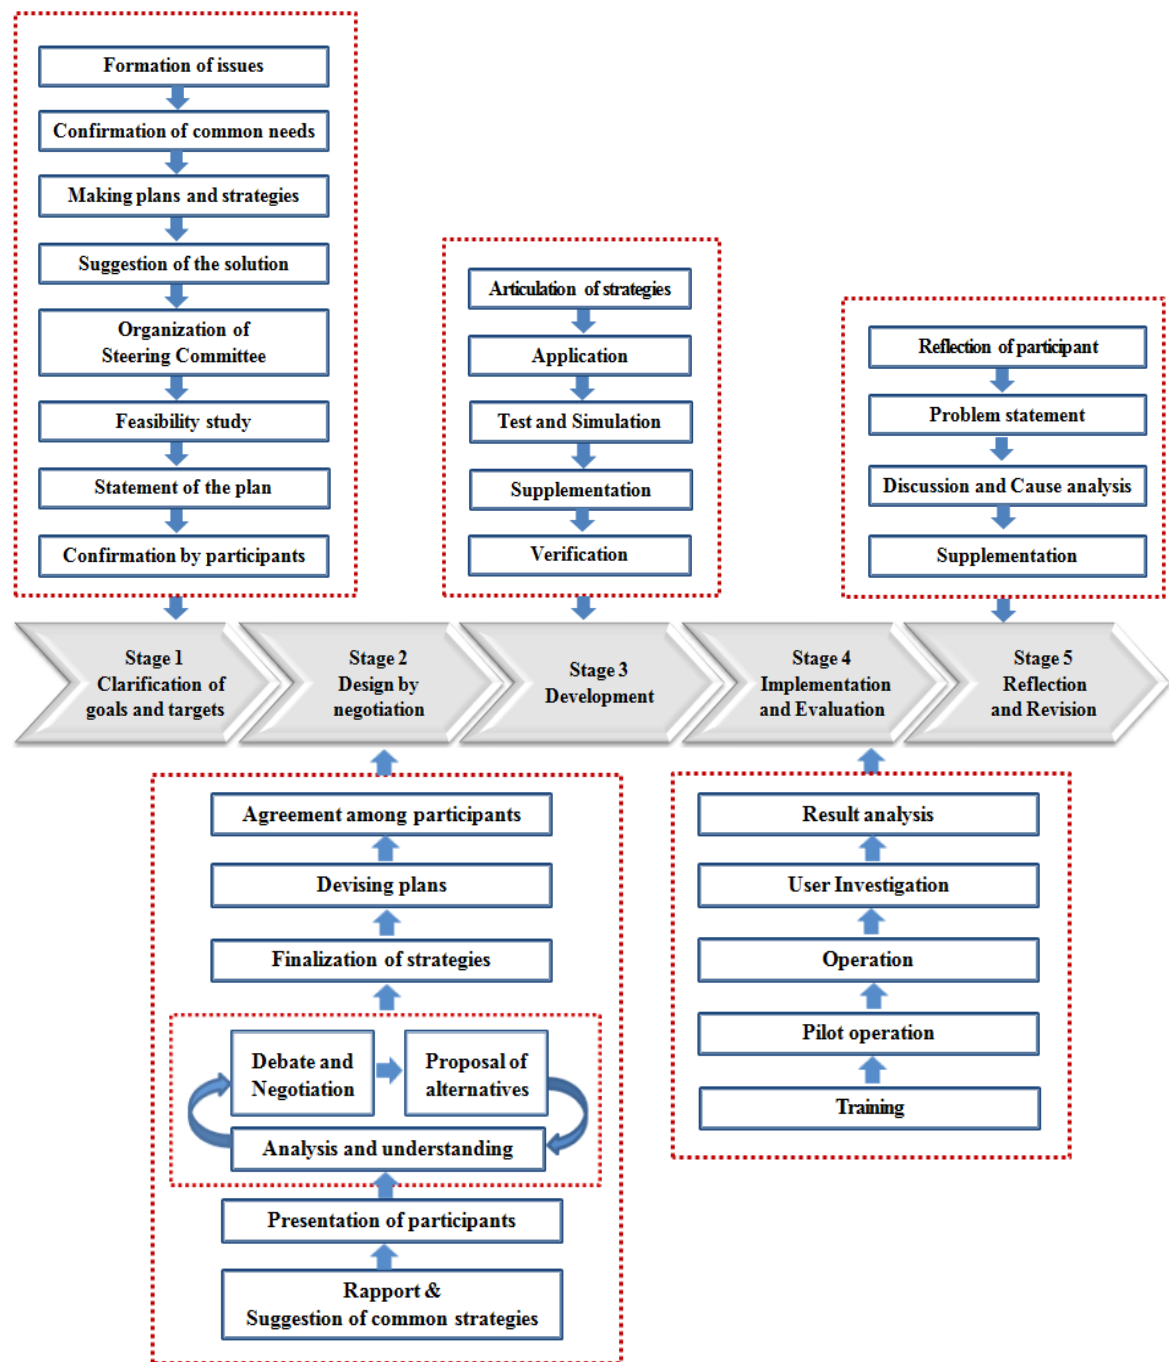 Formation of issues
Confirmation of common needs
Making plans and strategies
Suggestion of the solution
Organization of
Steering Committee
Feasibility study
Statement of the plan
Confirmation by participants
Articulation of strategies
Application
Test and Simulation
Supplementation
Verification
Reflection of participant
Problem statement
Discussion and Cause analysis
Supplementation
Stage 1
Clarification of
goals and targets
Stage 2
Design by
negotiation
Stage 3
Development
Stage 4
Implementation
and Evaluation
Stage 5
Reflection
and Revision
Agreement among participants
Devising plans
Finalization of strategies
Debate and
Negotiation
Proposal of
alternatives
Analysis and understanding
Presentation of participants
Rapport &
Suggestion of common strategies
Result analysis
User Investigation
Operation
Pilot operation
Training